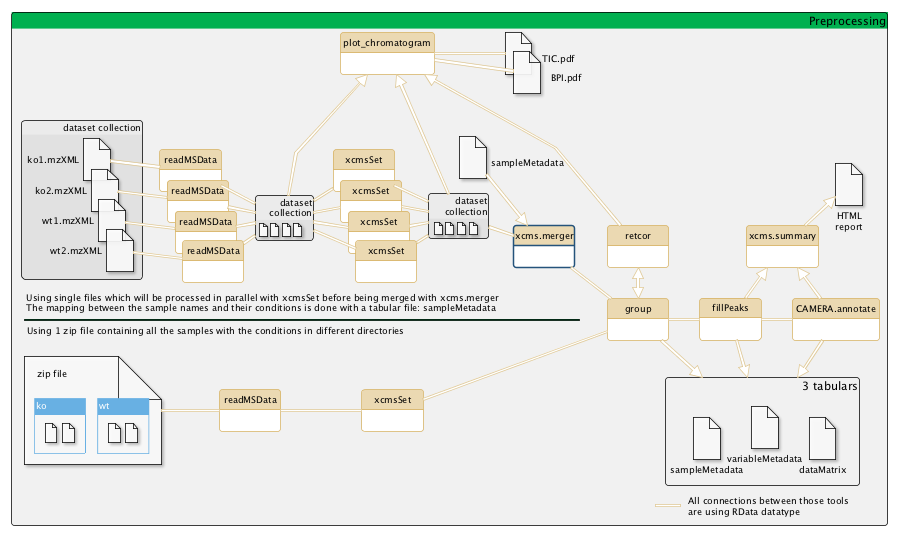 Preprocessing
plot_chromatogram
TIC.pdf
BPI.pdf
dataset collection
ko1.mzXML
ko2.mzXML
wt1.mzXML
wt2.mzXML
readMSData
readMSData
readMSData
readMSData
dataset
collection
xcmsSet
xcmsSet
xcmsSet
xcmsSet
dataset
collection
sampleMetadata
xcms.merger
retcor
xcms.summary
HTML
report
group
fillPeaks
CAMERA.annotate
Using single files which will be processed in parallel with xcmsSet before being merged with xcms.merger
The mapping between the sample names and their conditions is done with a tabular file: sampleMetadata
Using 1 zip file containing all the samples with the conditions in different directories
zip file
ko
wt
readMSData
xcmsSet
3 tabulars
sampleMetadata
variableMetadata
dataMatrix
All connections between those tools
are using RData datatype